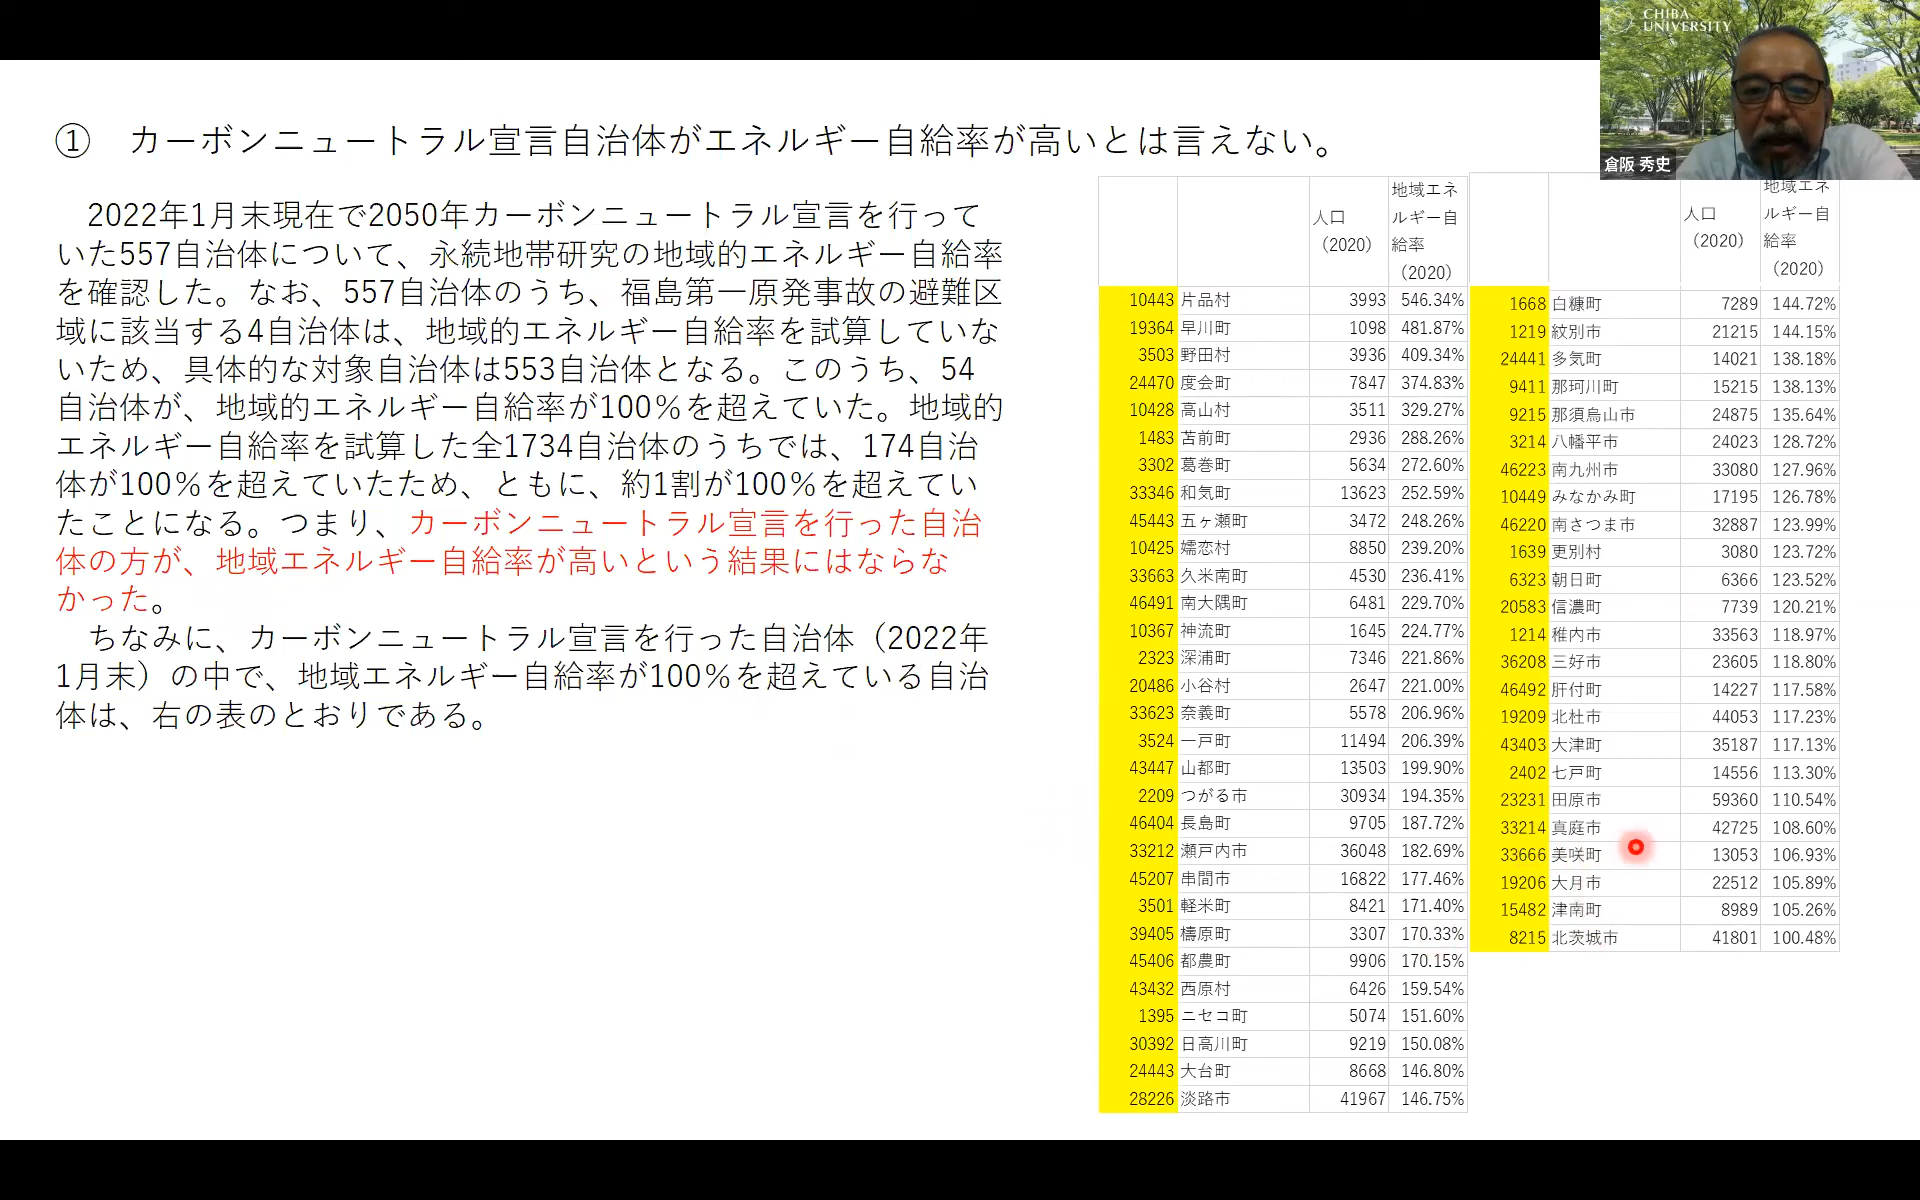 CHIBA
UNIVERSITY
倉阪 秀史
① カーボンニュートラル宣言自治体がエネルギー自給率が高いとは言えない。
2022年1月末現在で2050年カーボンニュートラル宣言を行って
いた557自治体について、永続地帯研究の地域的エネルギー自給率
を確認した。なお、557自治体のうち、福島第一原発事故の避難区
域に該当する4自治体は、地域的エネルギー自給率を試算していな
いため、具体的な対象自治体は553自治体となる。このうち、54
自治体が、地域的エネルギー自給率が100%を超えていた。地域的
エネルギー自給率を試算した全1734自治体のうちでは、174自治
体が100%を超えていたため、ともに、約1割が100%を超えてい
たことになる。つまり、カーボンニュートラル宣言を行った自治
体の方が、地域エネルギー自給率が高いという結果にはならな
かった。
ちなみに、カーボンニュートラル宣言を行った自治体（2022年
1月末）の中で、地域エネルギー自給率が100%を超えている自治
体は、右の表のとおりである。
人口
（2020）
地域エネ
ルギー自
給率
（2020）
10443 片品村 3993 546.34%
19364 早川町 1098 481.87%
3503 野田村 3936 409.34%
24470 度会町 7847 374.83%
10428 高山村 3511 329.27%
1483 苫前町 2936 288.26%
3302 葛巻町 5634 272.60%
33346 和気町 13623 252.59%
45443 五ヶ瀬町 3472 248.26%
10425 嬬恋村 8850 239.20%
33663 久米南町 4530 236.41%
46491 南大隅町 6481 229.70%
10367 神流町 1645 224.77%
2323 深浦町 7346 221.86%
20486 小谷村 2647 221.00%
33623 奈義町 5578 206.96%
3524 一戸町 11494 206.39%
43447 山都町 13503 199.90%
2209 つがる市 30934 194.35%
46404 長島町 9705 187.72%
33212 瀬戸内市 36048 182.69%
45207 串間市 16822 177.46%
3501 軽米町 8421 171.40%
39405 檮原町 3307 170.33%
45406 都農町 9906 170.15%
43432 西原村 6426 159.54%
1395 ニセコ町 5074 151.60%
30392 日高川町 9219 150.08%
24443 大台町 8668 146.80%
28226 淡路市 41967 146.75%
人口
（2020）
地域エネ
ルギー自
給率
（2020）
1668 白糠町 7289 144.72%
1219 紋別市 21215 144.15%
24441 多気町 14021 138.18%
9411 那珂川町 15215 138.13%
9215 那須烏山市 24875 135.64%
3214 八幡平市 24023 128.72%
46223 南九州市 33080 127.96%
10449 みなかみ町 17195 126.78%
46220 南さつま市 32887 123.99%
1639 更別村 3080 123.72%
6323 朝日町 6366 123.52%
20583 信濃町 7739 120.21%
1214 稚内市 33563 118.97%
36208 三好市 23605 118.80%
46492 肝付町 14227 117.58%
19209 北杜市 44053 117.23%
43403 大津町 35187 117.13%
2402 七戸町 14556 113.30%
23231 田原市 59360 110.54%
33214 真庭市 42725 108.60%
33666 美咲町 13053 106.93%
19206 大月市 22512 105.89%
15482 津南町 8989 105.26%
8215 北茨城市 41801 100.48%